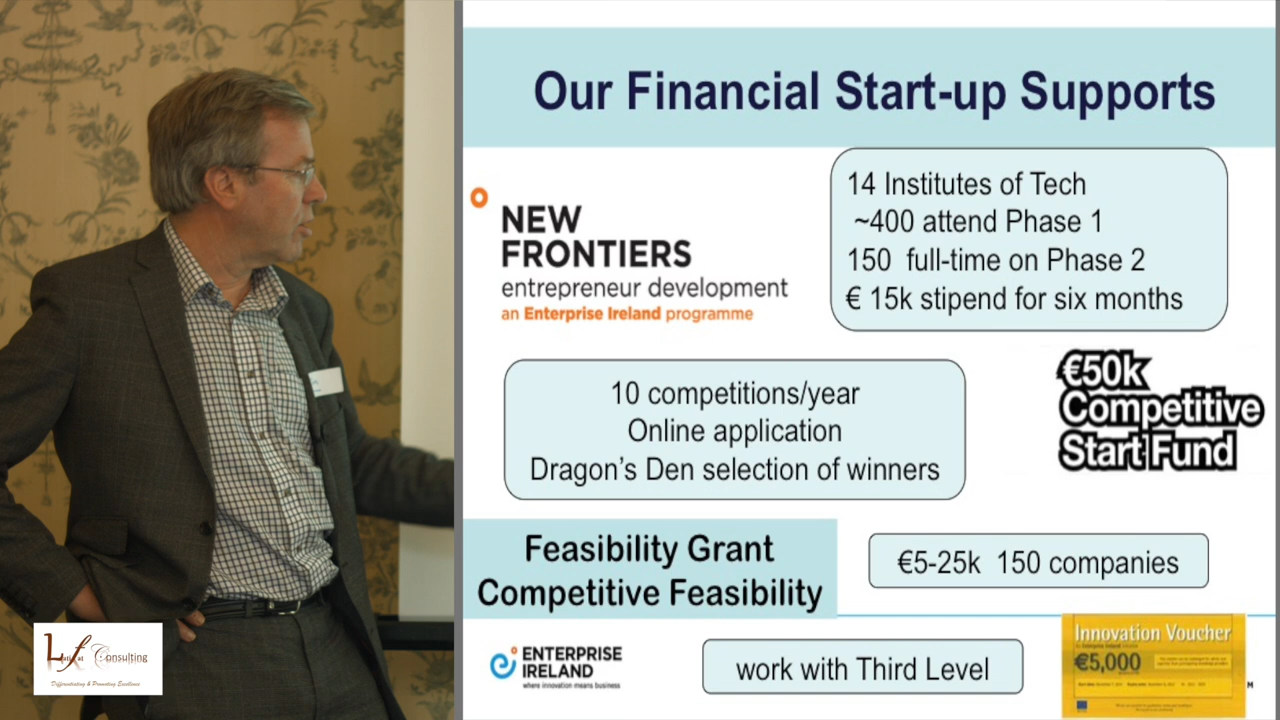 Our Financial Start-up Supports
NEW
FRONTIERS
entrepreneur development
an Enterprise Ireland programme
14 Institutes of Tech
~400 attend Phase 1
150 full-time on Phase 2
€ 15k stipend for six months
10 competitions/year
Online application
Dragon's Den selection of winners
€50k
Competitive
Start Fund
Feasibility Grant
Competitive Feasibility
€5-25k 150 companies
ENTERPRISE
IRELAND
where innovation means business
work with Third Level
Innovation Voucher
€5,000
Consulting
Differentiating & Promoting Excellence